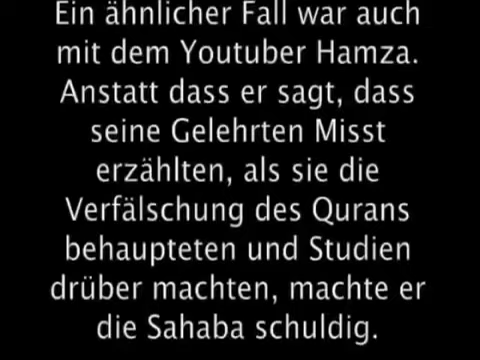 Ein ähnlicher Fall war auch
mit dem Youtuber Hamza.
Anstatt dass er sagt, dass
seine Gelehrten Misst
erzählten, als sie die
Verfälschung des Qurans
behaupteten und Studien
drüber machten, machte er
die Sahaba schuldig.